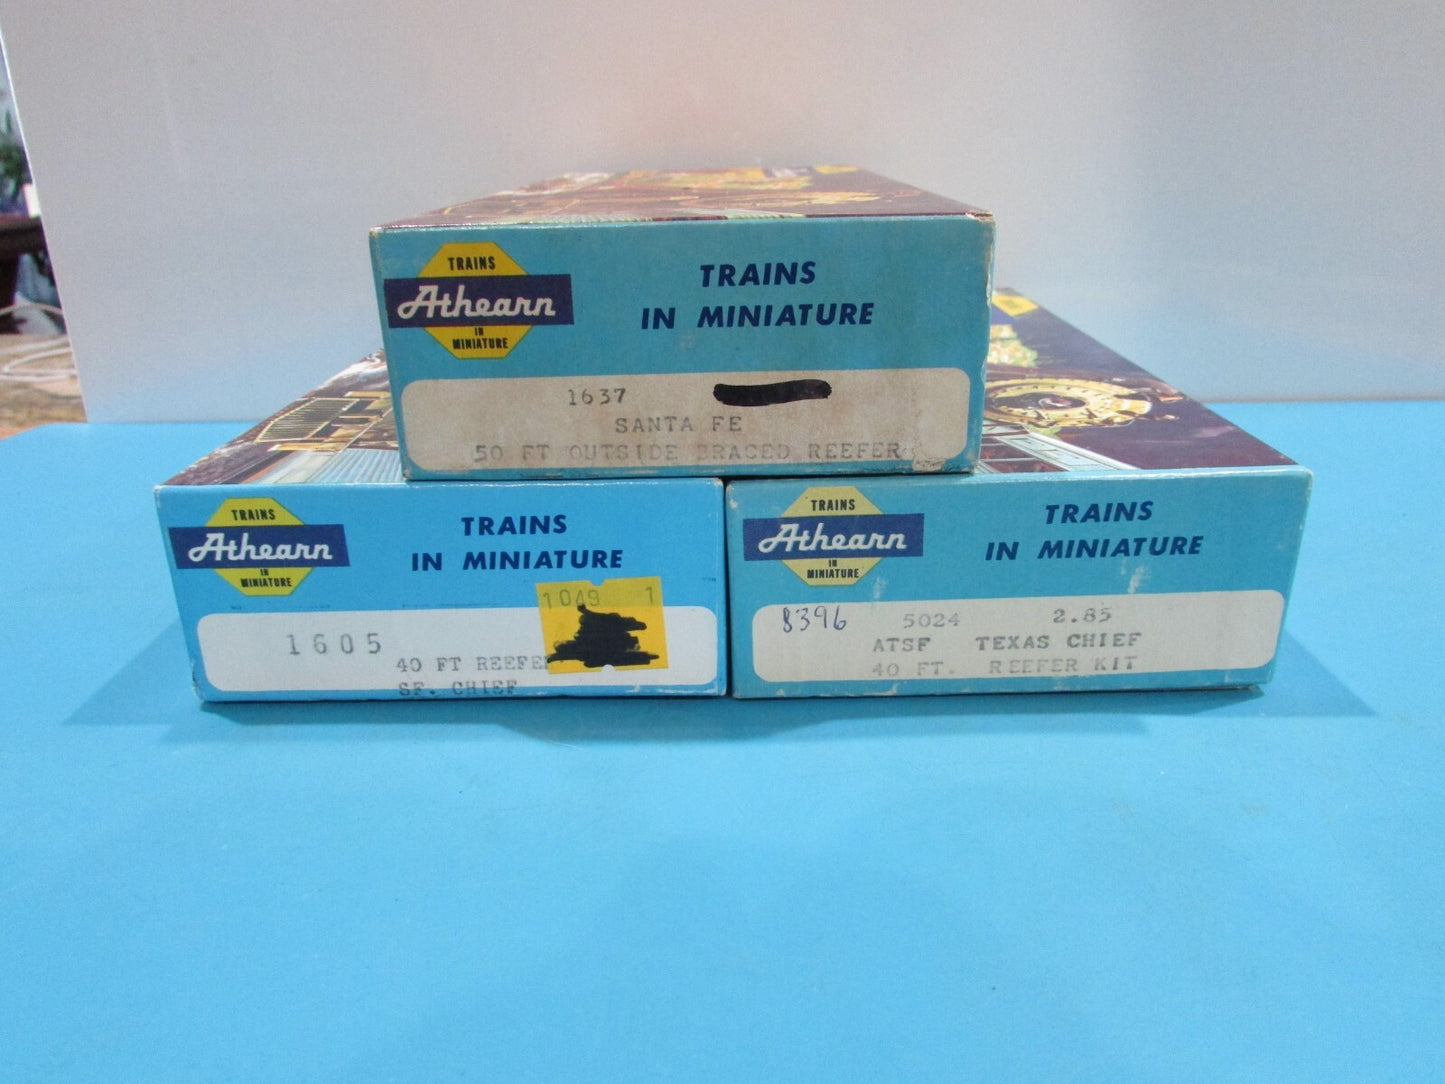 TRAINS
Athearn
IN
MINIATURE
TRAINS
IN MINIATURE
1637
SANTA FE
50 FT OUTSIDE BRACED REEFER
TRAINS
Athearn
IN
MINIATURE
TRAINS
IN MINIATURE
1049 1
1605
40 FT REEFE
SF. CHIEF
TRAINS
Athearn
IN
MINIATURE
TRAINS
IN MINIATURE
8396 5024 2.85
ATSF TEXAS CHIEF
40 FT. REEFER KIT